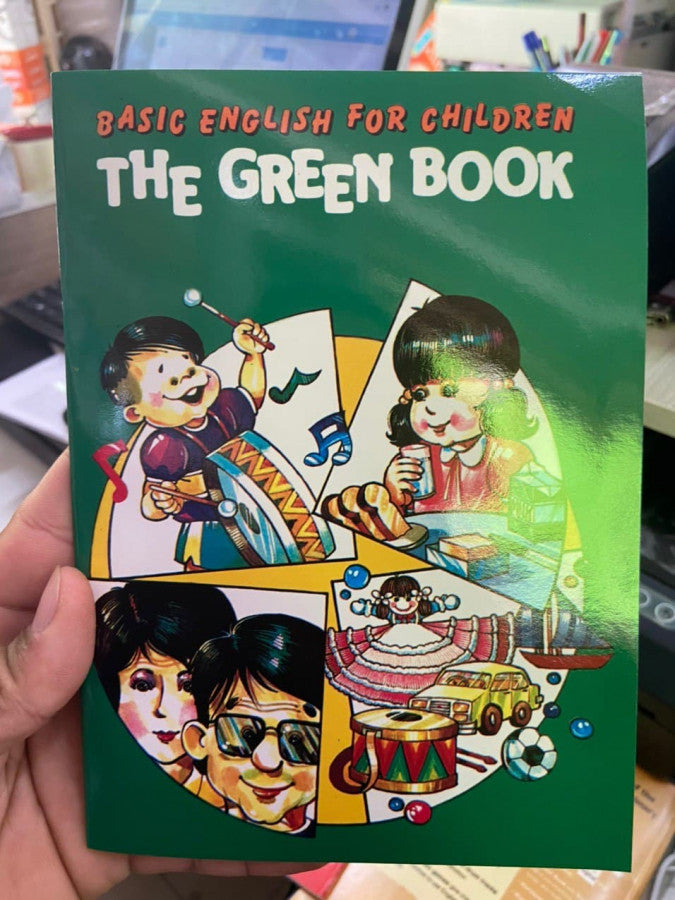 BASIC ENGLISH FOR CHILDREN
THE GREEN BOOK